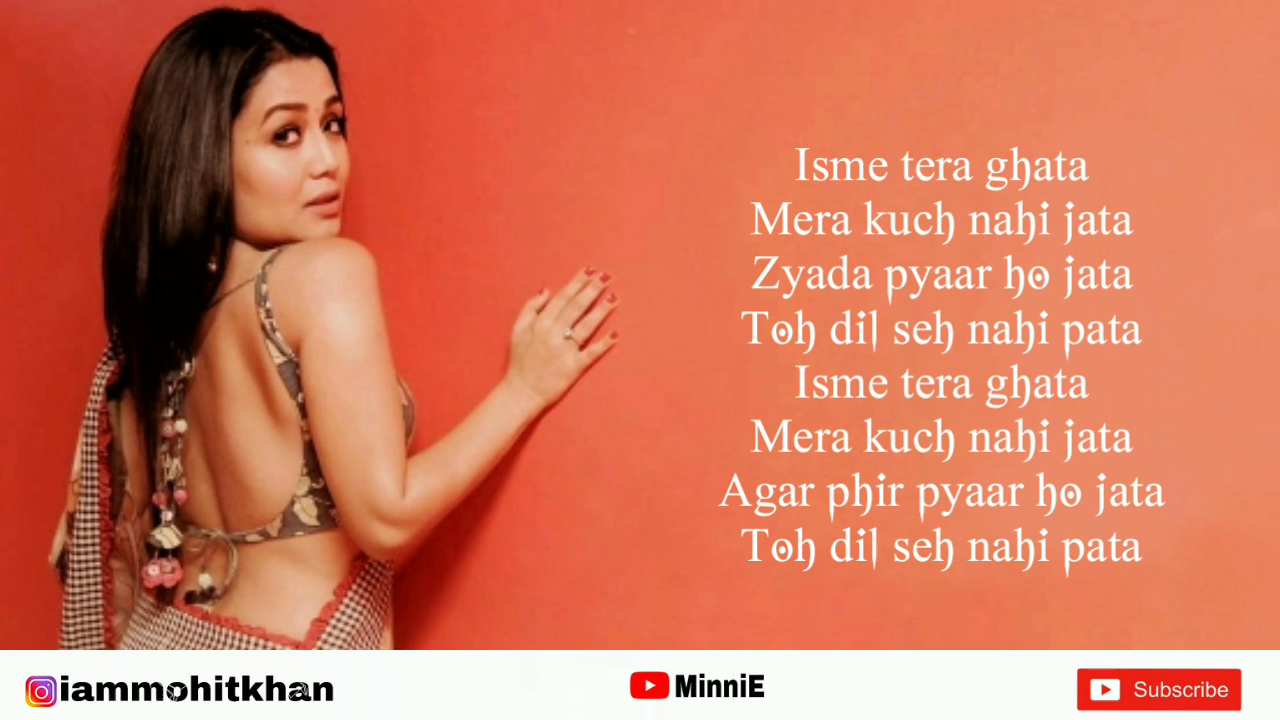 Isme tera ghata
Mera kuch nahi jata
Zyada pyaar ho jata
Toh dil seh nahi pata
Isme tera ghata
Mera kuch nahi jata
Agar phir pyaar ho jata
Toh dil seh nahi pata
iammohitkhan
MinniE
Subscribe